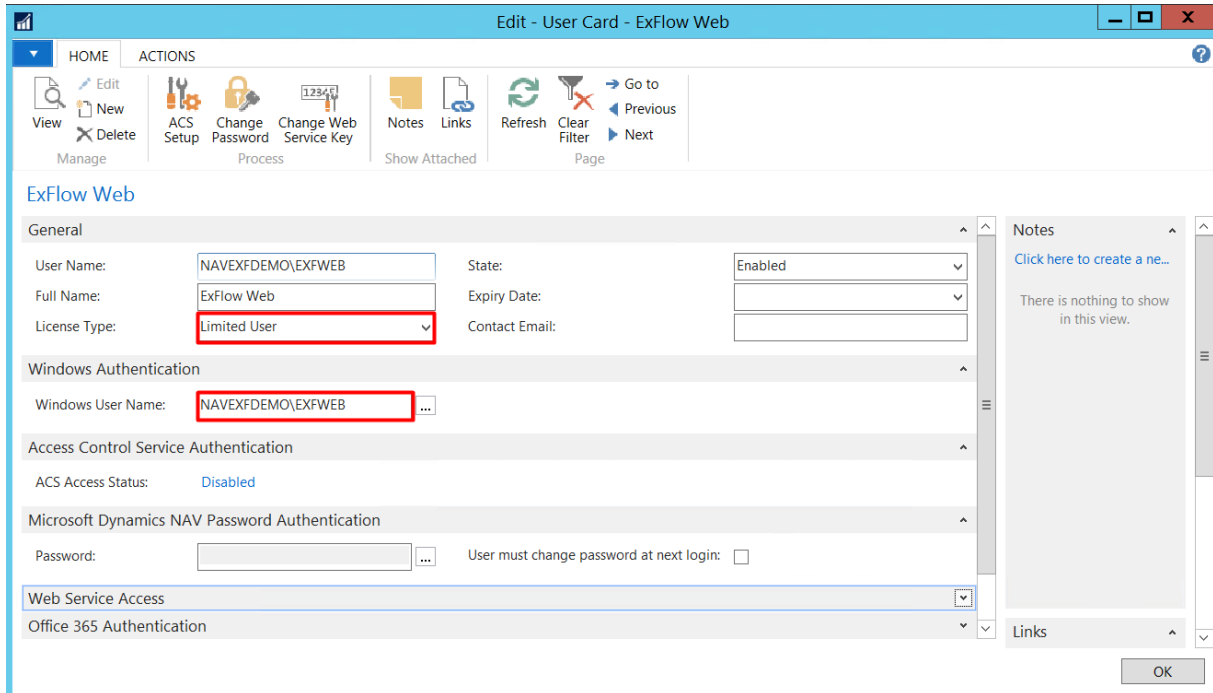 Edit - User Card - ExFlow Web
HOME ACTIONS
View
Edit
New
Delete
Manage
ACS Setup
Change Password
12345
Change Web Service Key
Process
Notes
Links
Show Attached
Refresh
Clear Filter
Go to
Previous
Next
Page
ExFlow Web
General
User Name: NAVEXFDEMO\EXFWEB State: Enabled
Full Name: ExFlow Web Expiry Date:
License Type: Limited User Contact Email:
Windows Authentication
Windows User Name: NAVEXFDEMO\EXFWEB ...
Access Control Service Authentication
ACS Access Status: Disabled
Microsoft Dynamics NAV Password Authentication
Password: ... User must change password at next login:
Web Service Access
Office 365 Authentication
Notes
Click here to create a ne...
There is nothing to show
in this view.
Links
OK